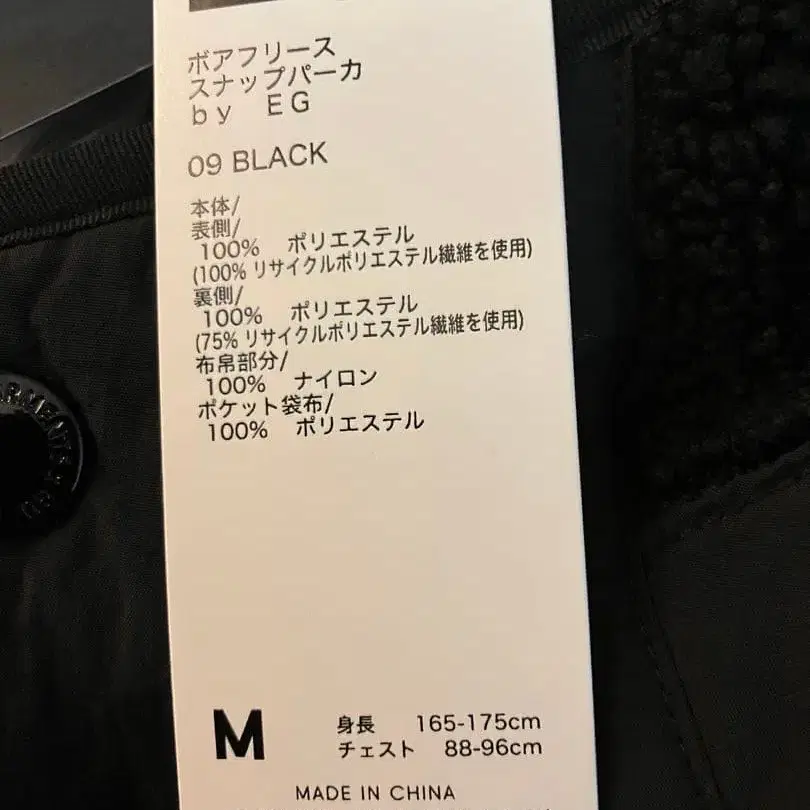 ボアフリース
スナップパーカ
by EG
09 BLACK
本体/
表側/
100% ポリエステル
(100% リサイクルポリエステル繊維を使用)
裏側/
100% ポリエステル
(75% リサイクルポリエステル繊維を使用)
布帛部分/
100% ナイロン
ポケット袋布/
100% ポリエステル
M
身長 165-175cm
チェスト 88-96cm
MADE IN CHINA